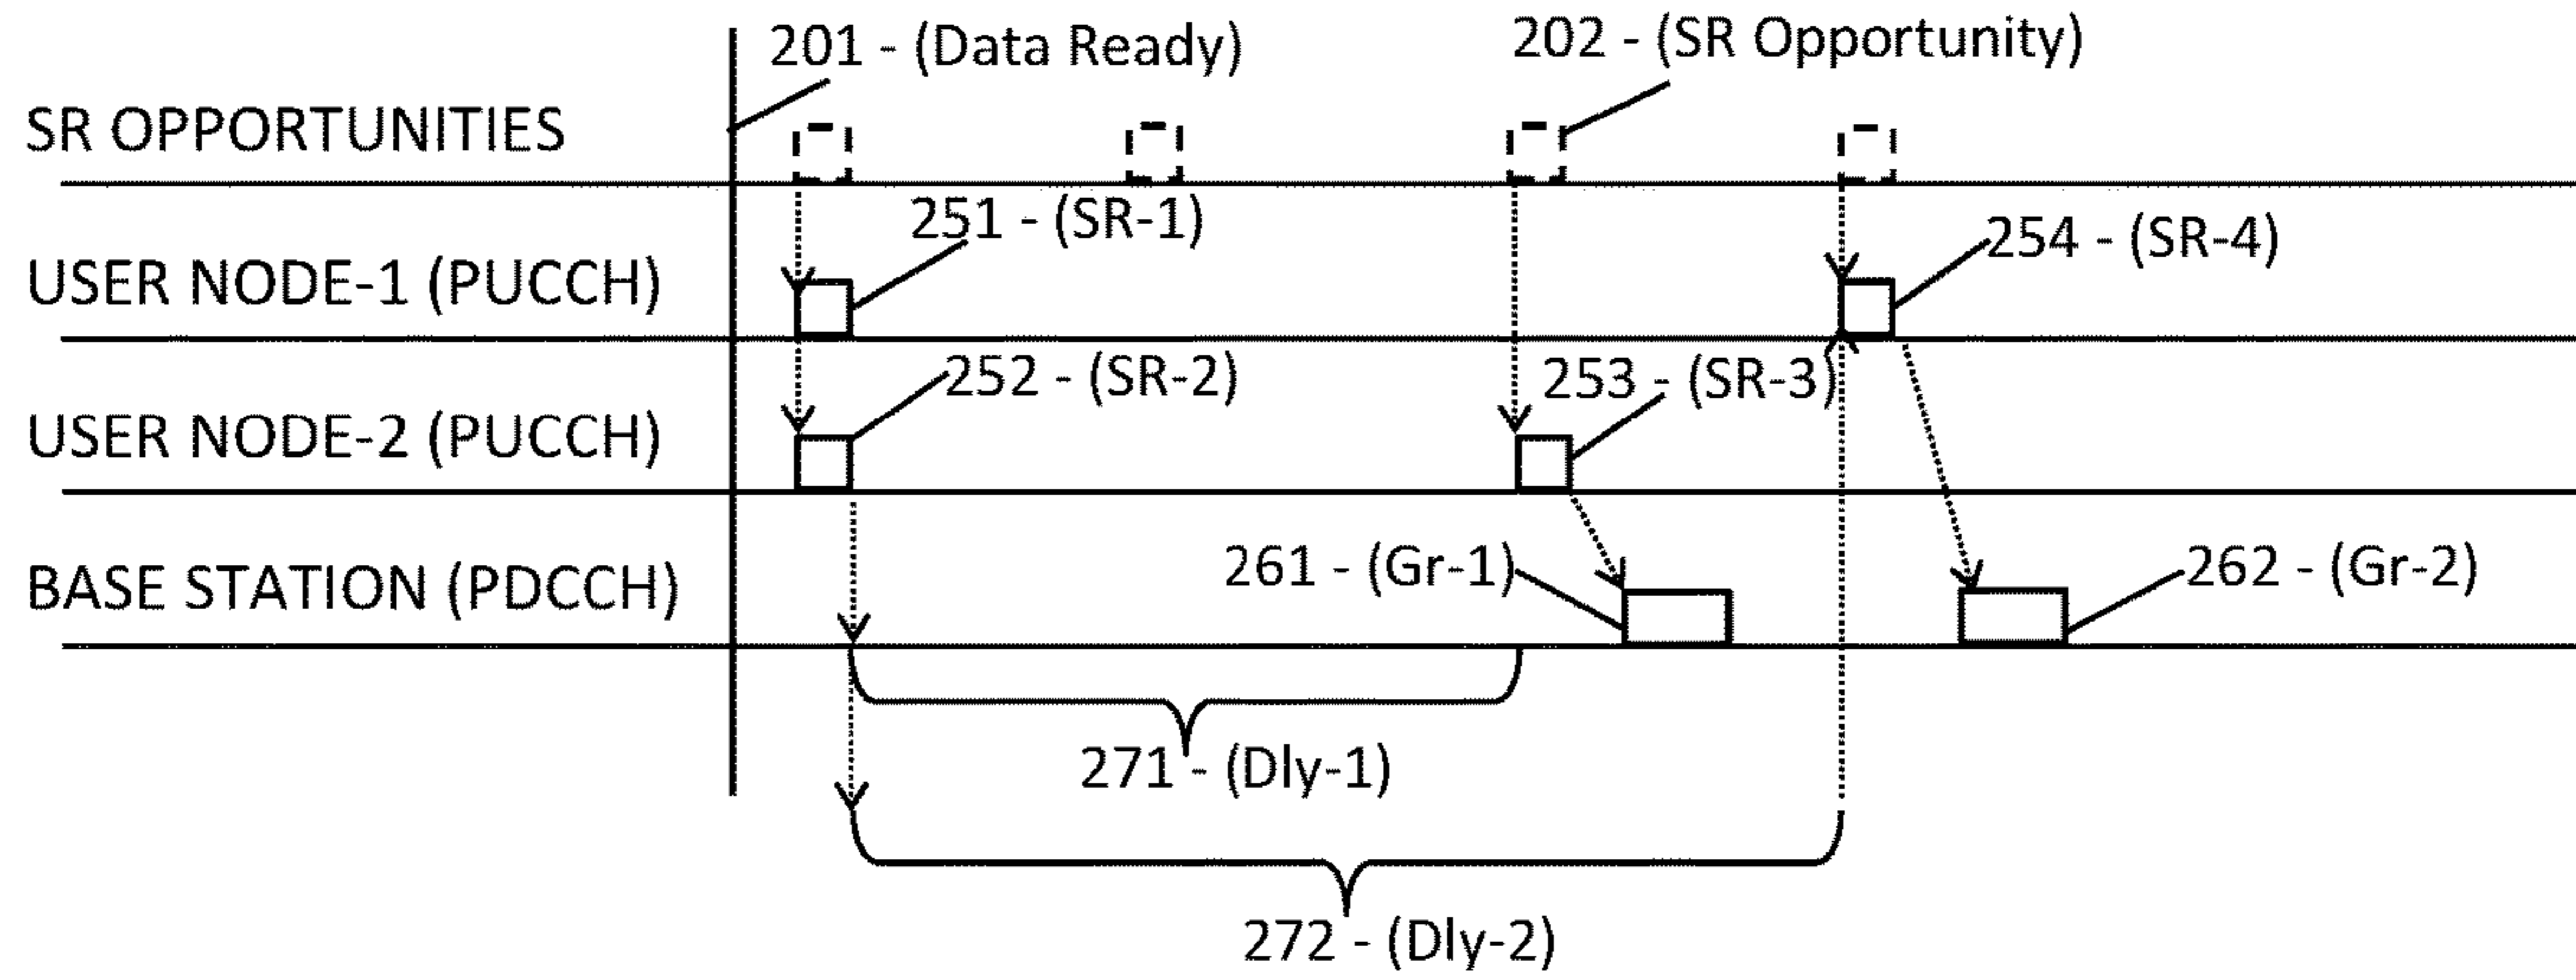 201 - (Data Ready)
202 - (SR Opportunity)
SR OPPORTUNITIES
251 - (SR-1)
254 - (SR-4)
USER NODE-1 (PUCCH)
252 - (SR-2)
253 - (SR-3)
USER NODE-2 (PUCCH)
261 - (Gr-1)
262 - (Gr-2)
BASE STATION (PDCCH)
271 - (Dly-1)
272 - (Dly-2)